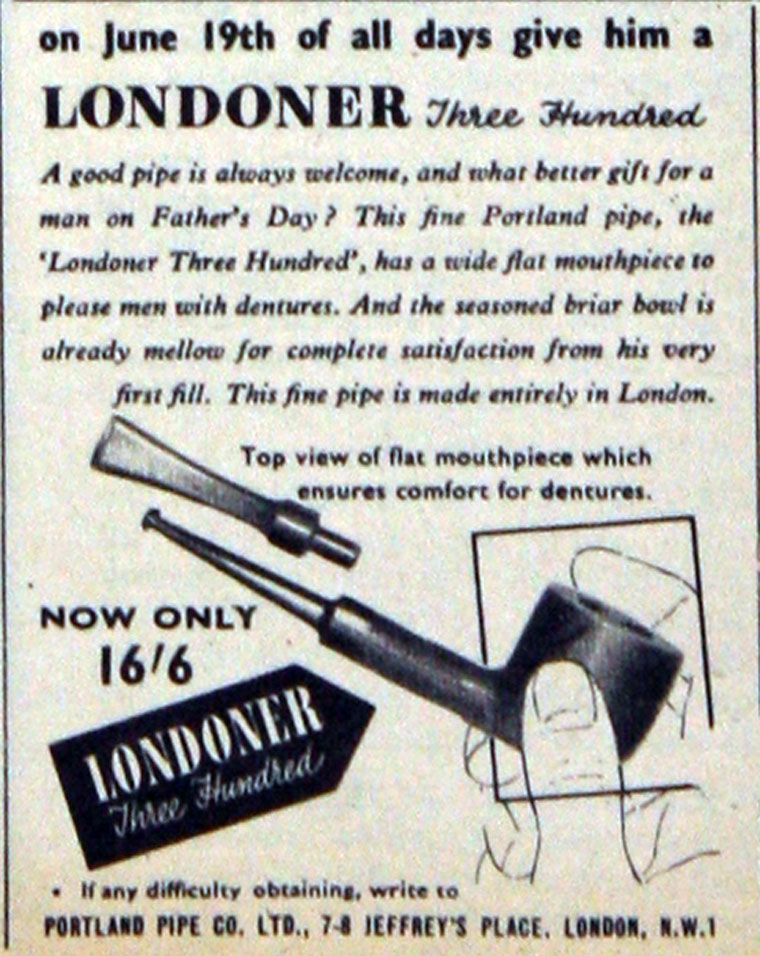 on June 19th of all days give him a
LONDONER Three Hundred
A good pipe is always welcome, and what better gift for a
man on Father's Day? This fine Portland pipe, the
'Londoner Three Hundred', has a wide flat mouthpiece to
please men with dentures. And the seasoned briar bowl is
already mellow for complete satisfaction from his very
first fill. This fine pipe is made entirely in London.
Top view of flat mouthpiece which
ensures comfort for dentures.
NOW ONLY
16/6
LONDONER
Three Hundred
• If any difficulty obtaining, write to
PORTLAND PIPE CO. LTD., 7-8 JEFFREY'S PLACE, LONDON, N.W.1